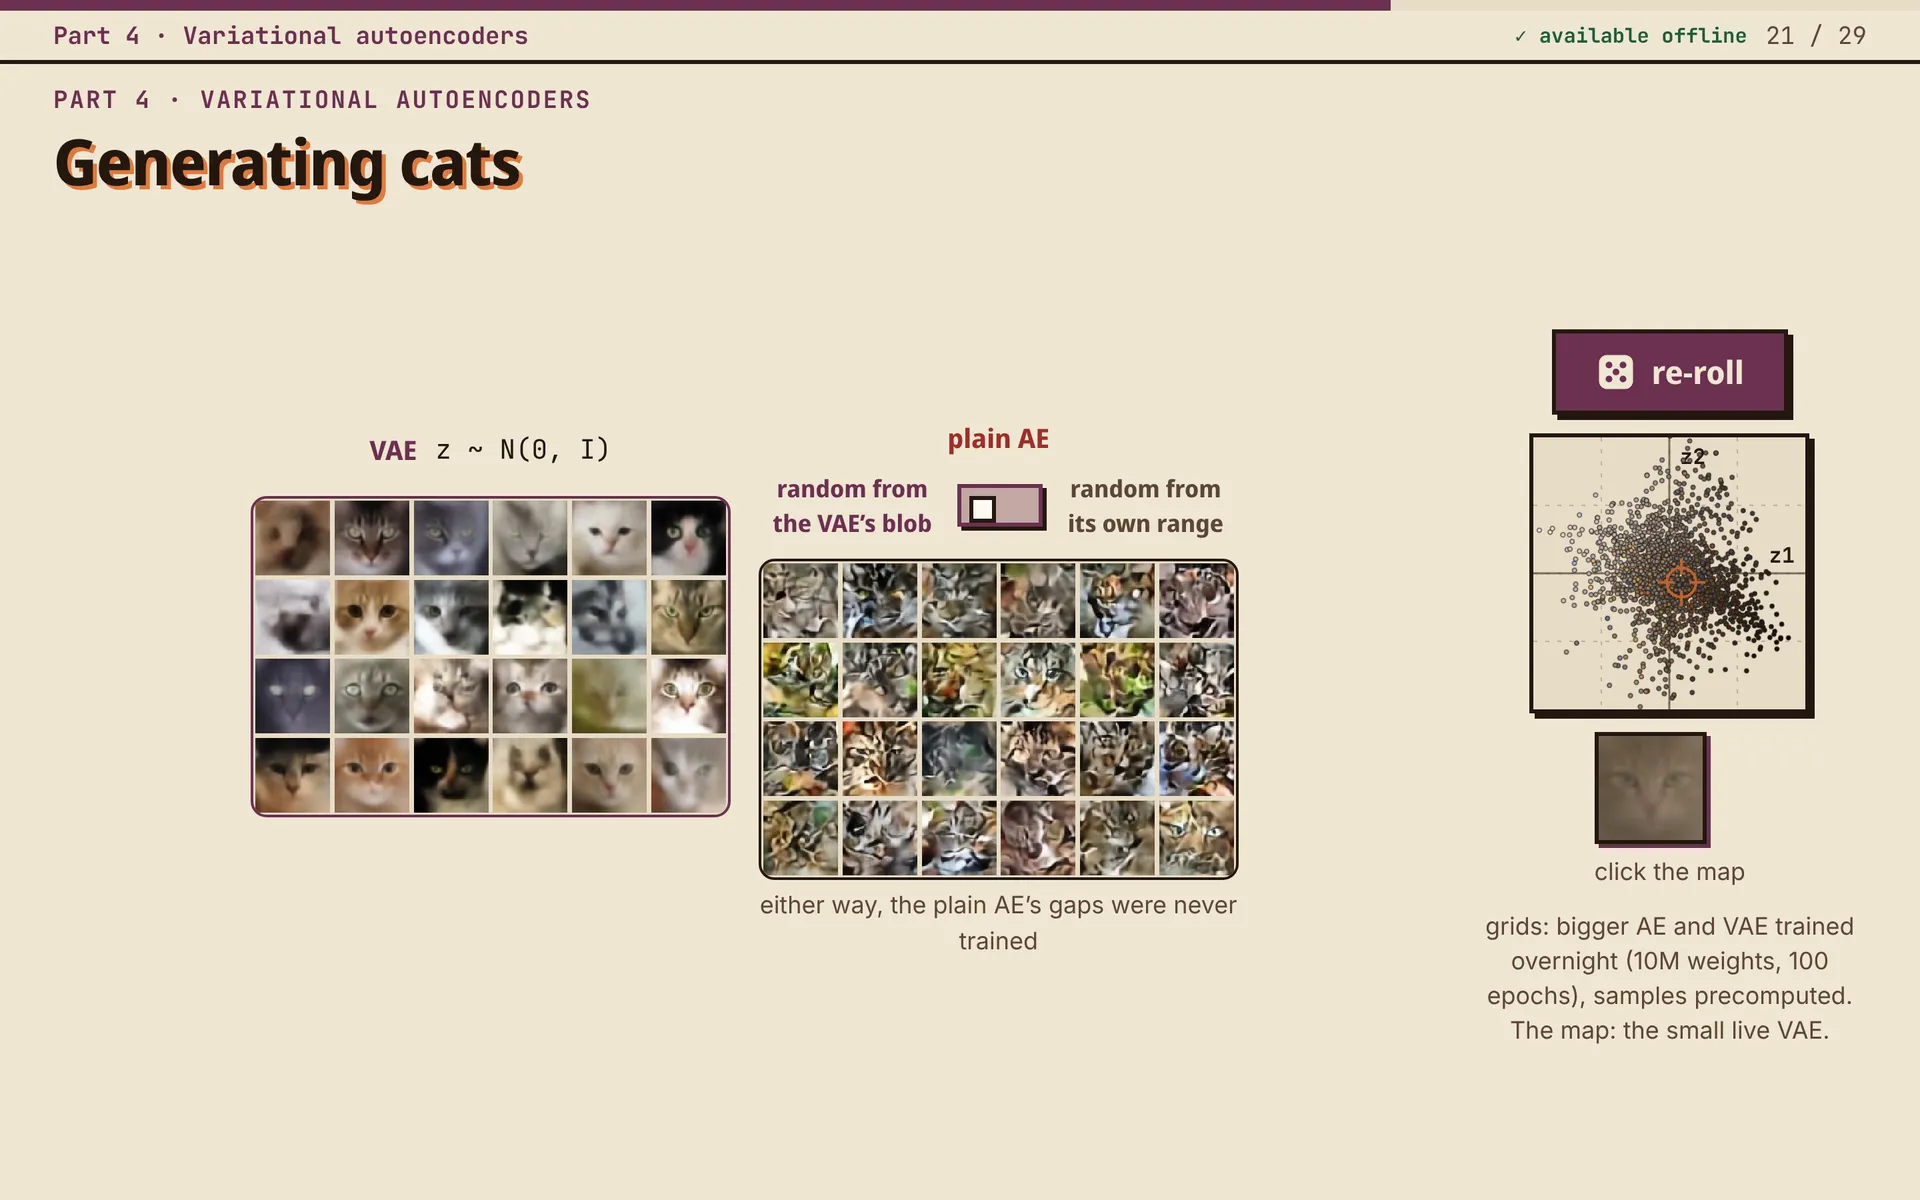 Part 4 · Variational autoencoders
✓ available offline 21 / 29
PART 4 · VARIATIONAL AUTOENCODERS
Generating cats
VAE z ~ N(0, I)
plain AE
random from
the VAE’s blob
random from
its own range
either way, the plain AE’s gaps were never
trained
re-roll
z2
z1
click the map
grids: bigger AE and VAE trained
overnight (10M weights, 100
epochs), samples precomputed.
The map: the small live VAE.